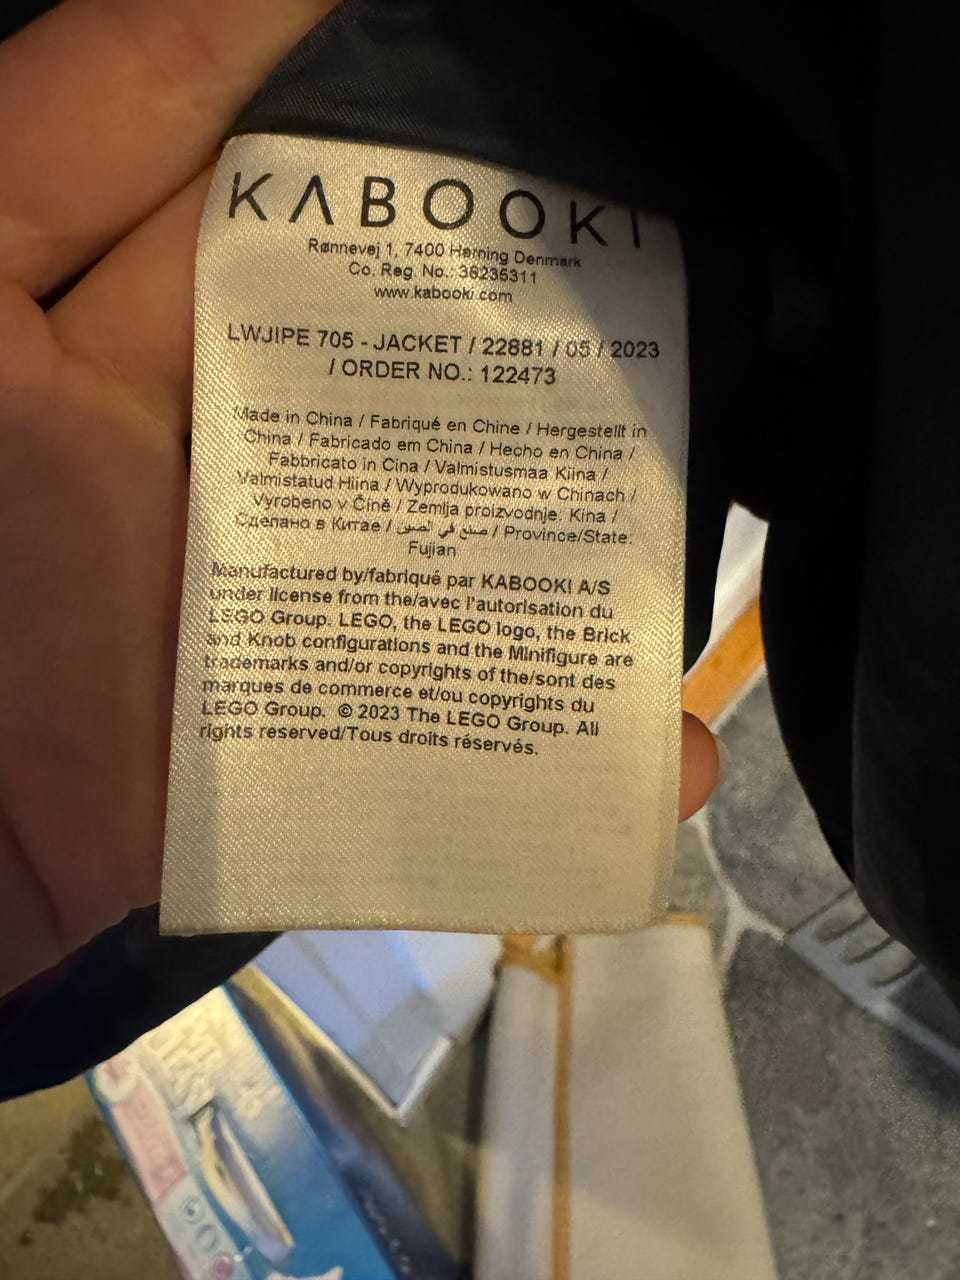 KABOOKI
Rønnevej 1, 7400 Herning Denmark
Co. Reg. No.: 36235311
www.kabooki.com
LWJIPE 705 - JACKET / 22881 / 05 / 2023
/ ORDER NO.: 122473
Made in China / Fabriqué en Chine / Hergestellt in
China / Fabricado em China / Hecho en China /
Fabbricato in Cina / Valmistusmaa Kiina /
Valmistatud Hiina / Wyprodukowano w Chinach /
Vyrobeno v Číně / Zemlja proizvodnje: Kina /
Сделано в Китае / صنع في الصين / Province/State:
Fujian
Manufactured by/fabriqué par KABOOKI A/S
under license from the/avec l'autorisation du
LEGO Group. LEGO, the LEGO logo, the Brick
and Knob configurations and the Minifigure are
trademarks and/or copyrights of the/sont des
marques de commerce et/ou copyrights du
LEGO Group. © 2023 The LEGO Group. All
rights reserved/Tous droits réservés.